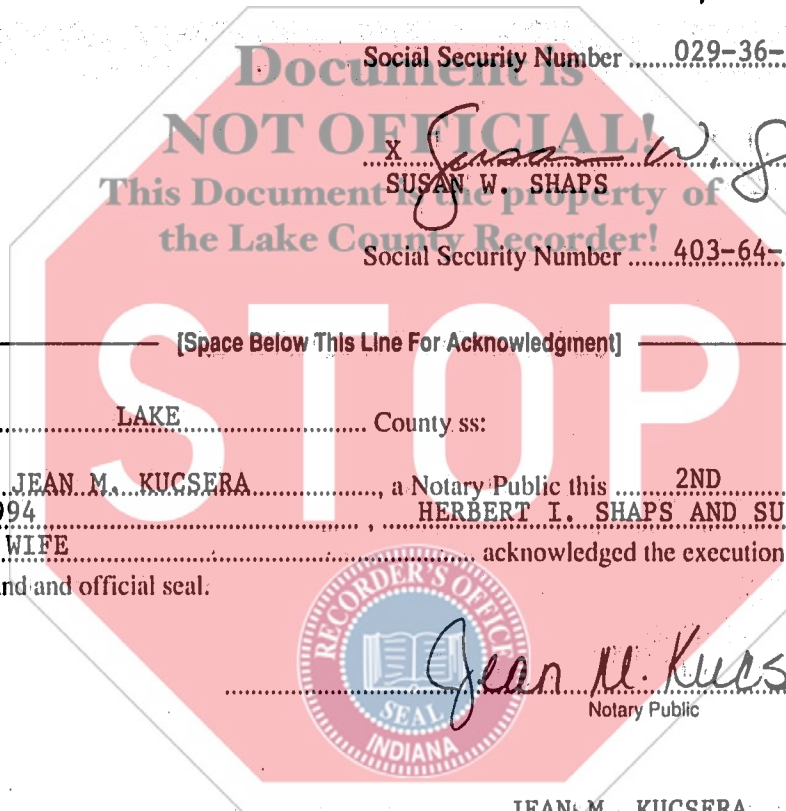 Document is
Social Security Number ..... 029-36-
NOT OFFICIAL!
X Susan W. S
SUSAN W. SHAPS
This Document is the property of
the Lake County Recorder!
Social Security Number ..... 403-64-
[Space Below This Line For Acknowledgment]
STOP
LAKE County ss:
JEAN M. KUCSERA, a Notary Public this 2ND
94, HERBERT I. SHAPS AND SU
WIFE acknowledged the execution
nd and official seal.
RECORDER'S OFFICE
SEAL
INDIANA
Jean M. Kucs
Notary Public
JEAN M. KUCSERA